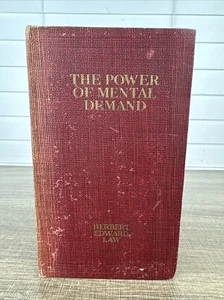 THE POWER
OF MENTAL
DEMAND
HERBERT
EDWARD
LAW